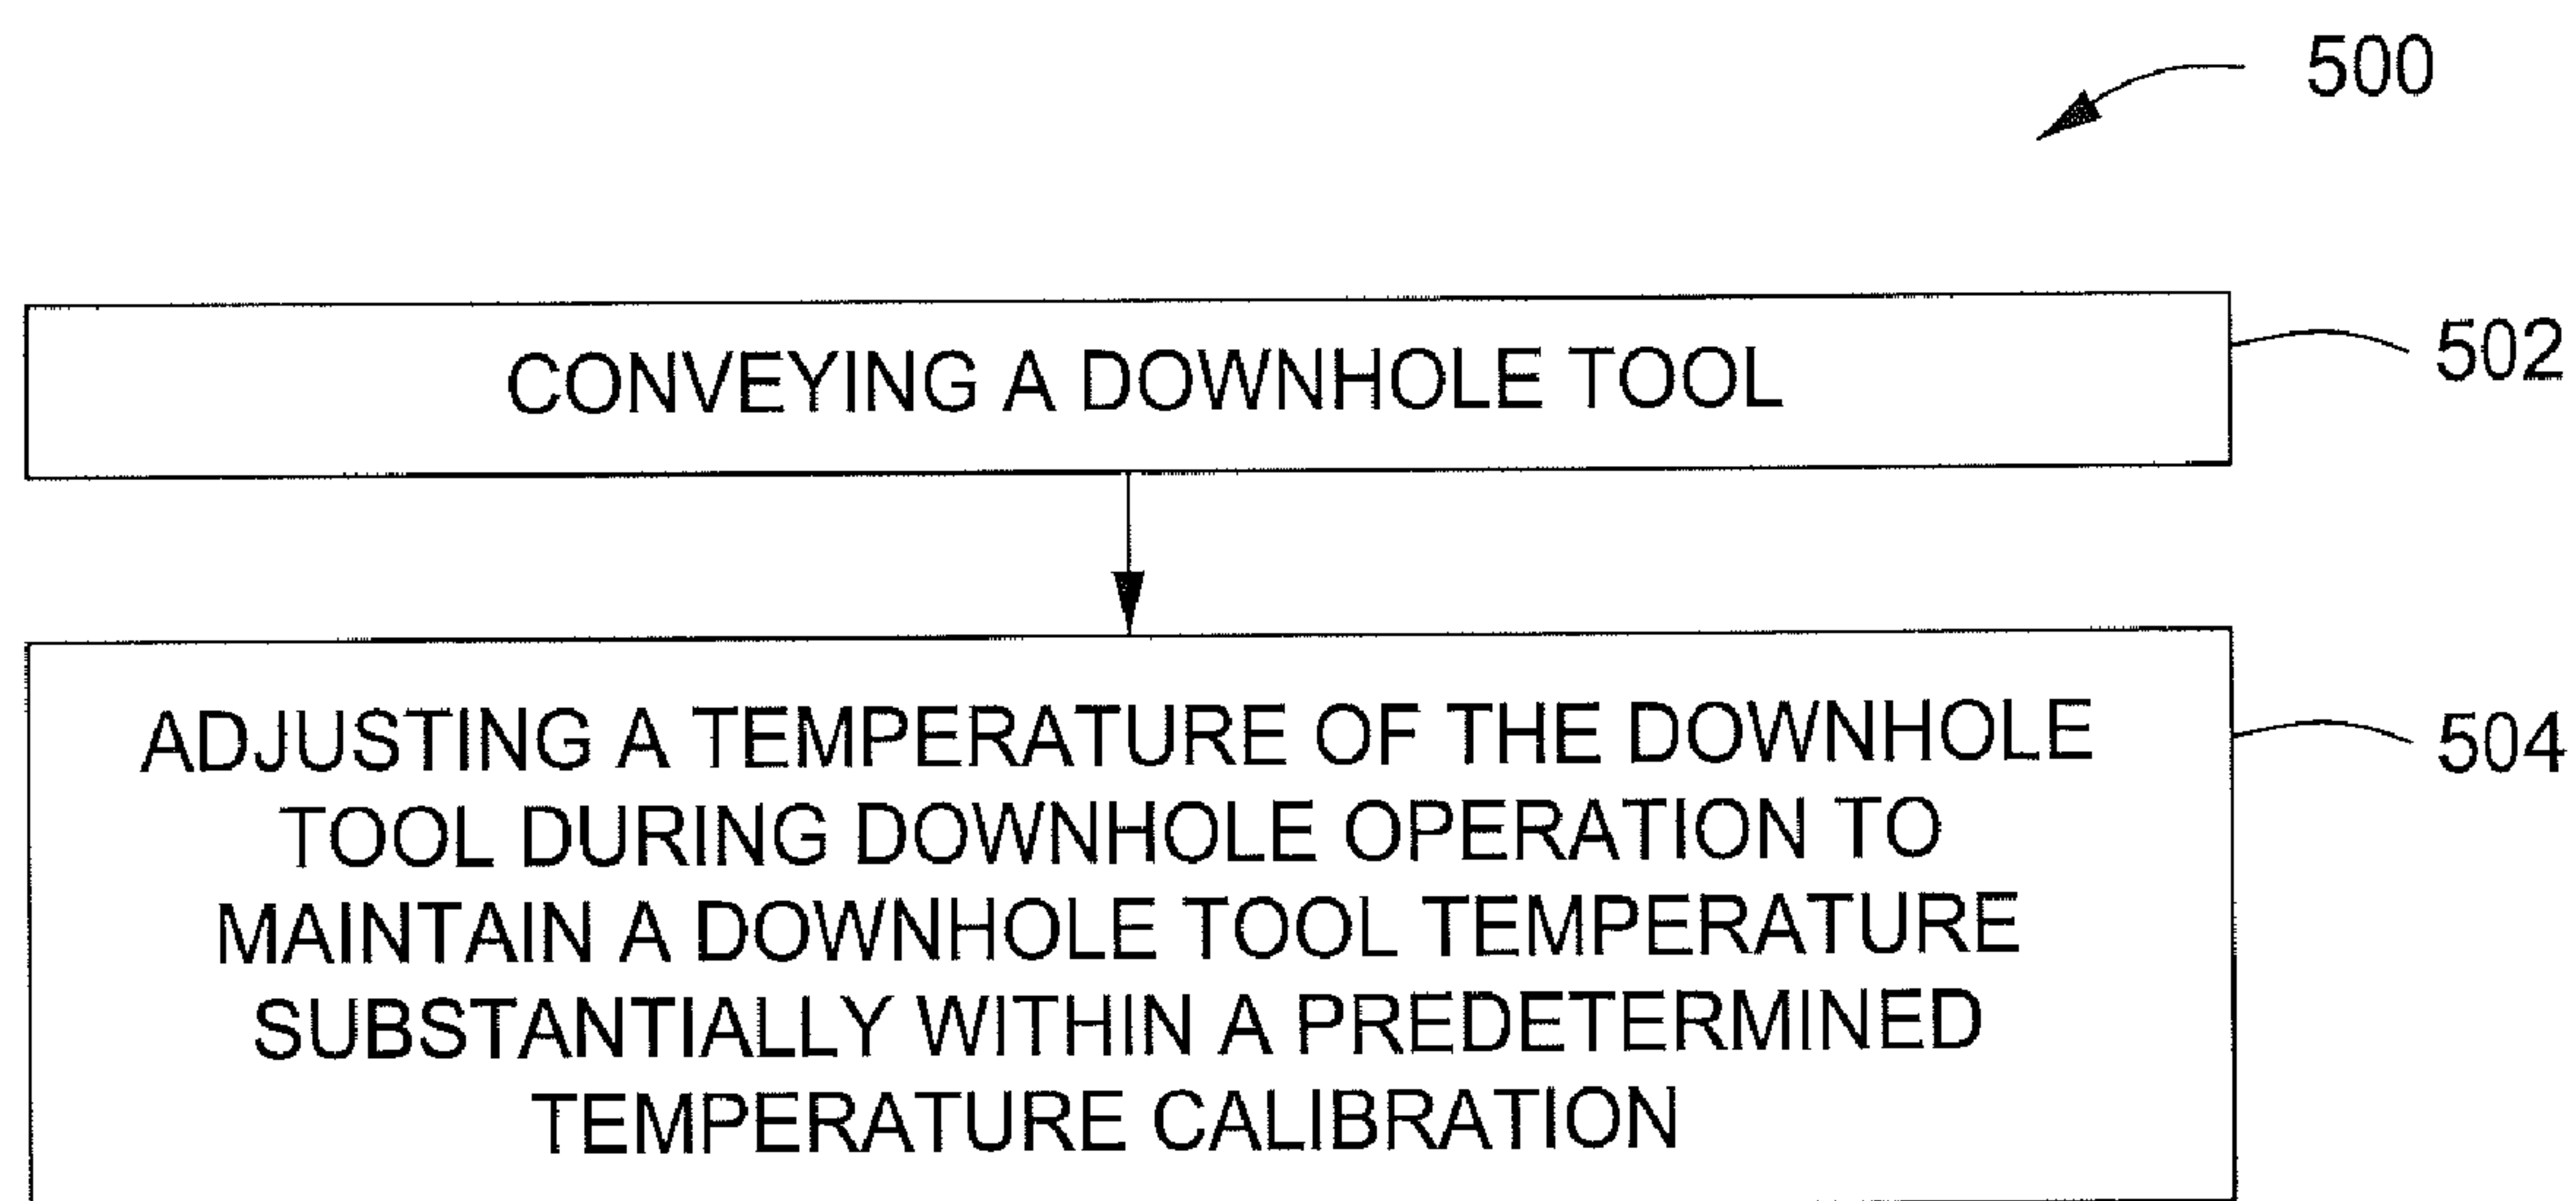 500
CONVEYING A DOWNHOLE TOOL
502
ADJUSTING A TEMPERATURE OF THE DOWNHOLE
TOOL DURING DOWNHOLE OPERATION TO
MAINTAIN A DOWNHOLE TOOL TEMPERATURE
SUBSTANTIALLY WITHIN A PREDETERMINED
TEMPERATURE CALIBRATION
504